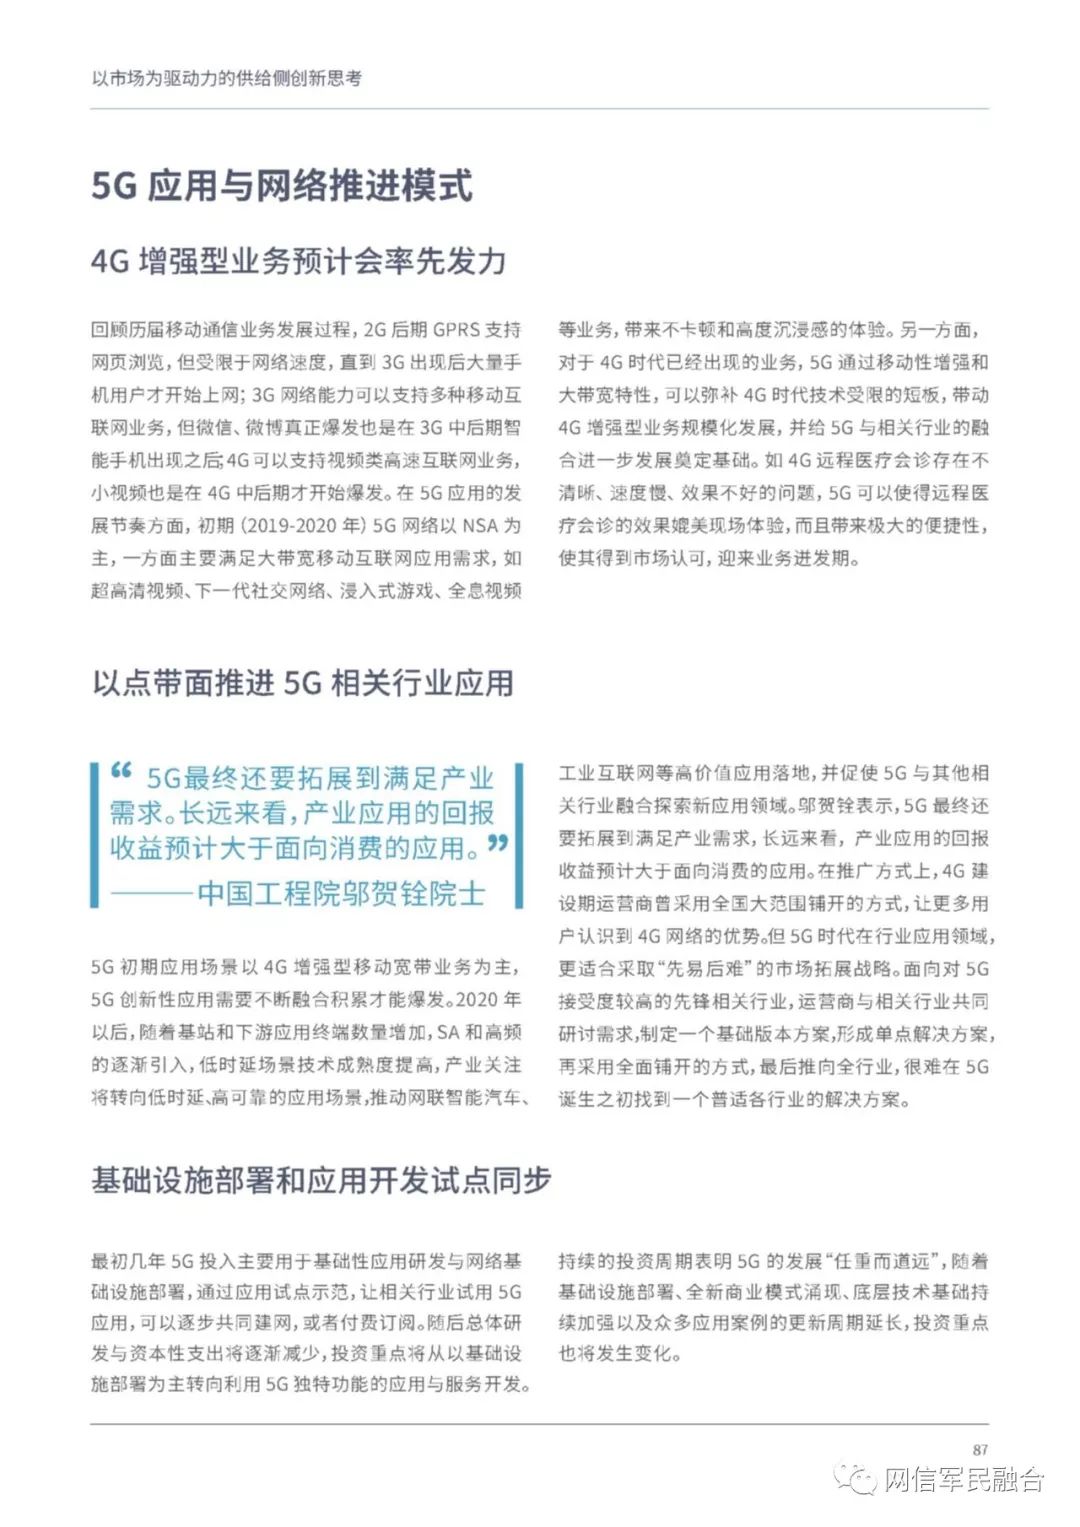 以市场为驱动力的供给侧创新思考
5G 应用与网络推进模式
4G 增强型业务预计会率先发力
回顾历届移动通信业务发展过程，2G 后期 GPRS 支持
网页浏览，但受限于网络速度，直到 3G 出现后大量手
机用户才开始上网；3G 网络能力可以支持多种移动互
联网业务，但微信、微博真正爆发也是在 3G 中后期智
能手机出现之后；4G可以支持视频类高速互联网业务，
小视频也是在 4G 中后期才开始爆发。在 5G 应用的发
展节奏方面，初期（2019-2020 年）5G 网络以 NSA 为
主，一方面主要满足大带宽移动互联网应用需求，如
超高清视频、下一代社交网络、浸入式游戏、全息视频
等业务，带来不卡顿和高度沉浸感的体验。另一方面，
对于 4G 时代已经出现的业务，5G 通过移动性增强和
大带宽特性，可以弥补 4G 时代技术受限的短板，带动
4G 增强型业务规模化发展，并给 5G 与相关行业的融
合进一步发展奠定基础。如 4G 远程医疗会诊存在不
清晰、速度慢、效果不好的问题，5G 可以使得远程医
疗会诊的效果媲美现场体验，而且带来极大的便捷性，
使其得到市场认可，迎来业务迸发期。
以点带面推进 5G 相关行业应用
“ 5G最终还要拓展到满足产业
需求。长远来看，产业应用的回报
收益预计大于面向消费的应用。”
———中国工程院邬贺铨院士
5G 初期应用场景以 4G 增强型移动宽带业务为主，
5G 创新性应用需要不断融合积累才能爆发。2020 年
以后，随着基站和下游应用终端数量增加，SA 和高频
的逐渐引入，低时延场景技术成熟度提高，产业关注
将转向低时延、高可靠的应用场景，推动网联智能汽车、
工业互联网等高价值应用落地，并促使 5G 与其他相
关行业融合探索新应用领域。邬贺铨表示，5G 最终还
要拓展到满足产业需求，长远来看，产业应用的回报
收益预计大于面向消费的应用。在推广方式上，4G 建
设期运营商曾采用全国大范围铺开的方式，让更多用
户认识到 4G 网络的优势。但 5G 时代在行业应用领域，
更适合采取“先易后难”的市场拓展战略。面向对 5G
接受度较高的先锋相关行业，运营商与相关行业共同
研讨需求，制定一个基础版本方案，形成单点解决方案，
再采用全面铺开的方式，最后推向全行业，很难在 5G
诞生之初找到一个普适各行业的解决方案。
基础设施部署和应用开发试点同步
最初几年 5G 投入主要用于基础性应用研发与网络基
础设施部署，通过应用试点示范，让相关行业试用 5G
应用，可以逐步共同建网，或者付费订阅。随后总体研
发与资本性支出将逐渐减少，投资重点将从以基础设
施部署为主转向利用 5G 独特功能的应用与服务开发。
持续的投资周期表明 5G 的发展“任重而道远”，随着
基础设施部署、全新商业模式涌现、底层技术基础持
续加强以及众多应用案例的更新周期延长，投资重点
也将发生变化。
87
网信军民融合